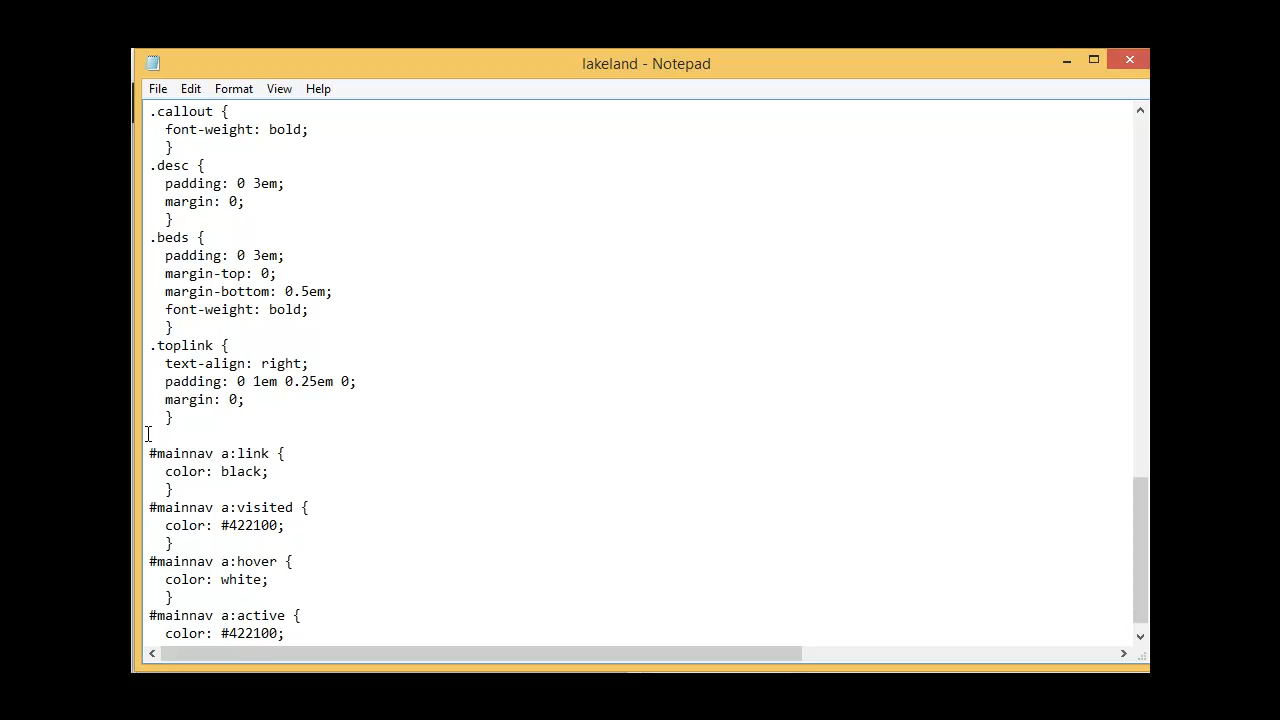 lakeland - Notepad
File Edit Format View Help
.callout {
  font-weight: bold;
  }
.desc {
  padding: 0 3em;
  margin: 0;
  }
.beds {
  padding: 0 3em;
  margin-top: 0;
  margin-bottom: 0.5em;
  font-weight: bold;
  }
.toplink {
  text-align: right;
  padding: 0 1em 0.25em 0;
  margin: 0;
  }
#mainnav a:link {
  color: black;
  }
#mainnav a:visited {
  color: #422100;
  }
#mainnav a:hover {
  color: white;
  }
#mainnav a:active {
  color: #422100;